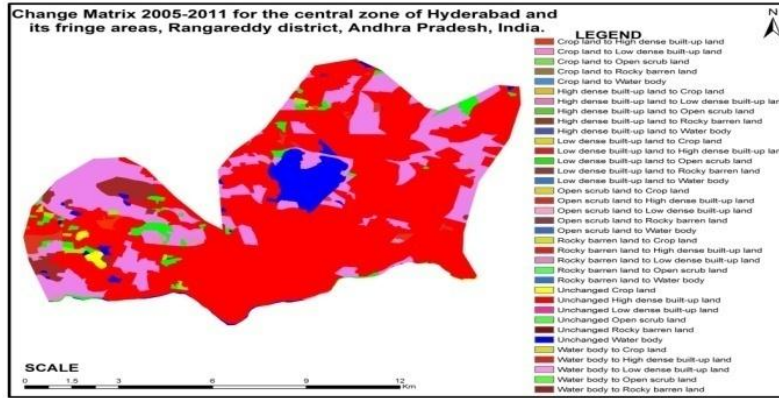 Change Matrix 2005-2011 for the central zone of Hyderabad and
its fringe areas, Rangareddy district, Andhra Pradesh, India.
N
LEGEND
Crop land to High dense built-up land
Crop land to Low dense built-up land
Crop land to Open scrub land
Crop land to Rocky barren land
Crop land to Water body
High dense built-up land to Crop land
High dense built-up land to Low dense built-up lan
High dense built-up land to Open scrub land
High dense built-up land to Rocky barren land
High dense built-up land to Water body
Low dense built-up land to Crop land
Low dense built-up land to High dense built-up lan
Low dense built-up land to Open scrub land
Low dense built-up land to Rocky barren land
Low dense built-up land to Water body
Open scrub land to Crop land
Open scrub land to High dense built-up land
Open scrub land to Low dense built-up land
Open scrub land to Rocky barren land
Open scrub land to Water body
Rocky barren land to Crop land
Rocky barren land to High dense built-up land
Rocky barren land to Low dense built-up land
Rocky barren land to Open scrub land
Rocky barren land to Water body
Unchanged Crop land
Unchanged High dense built-up land
Unchanged Low dense built-up land
Unchanged Open scrub land
Unchanged Rocky barren land
Unchanged Water body
Water body to Crop land
Water body to High dense built-up land
Water body to Low dense built-up land
Water body to Open scrub land
Water body to Rocky barren land
SCALE
0 1.5 3 6 9 12
Km